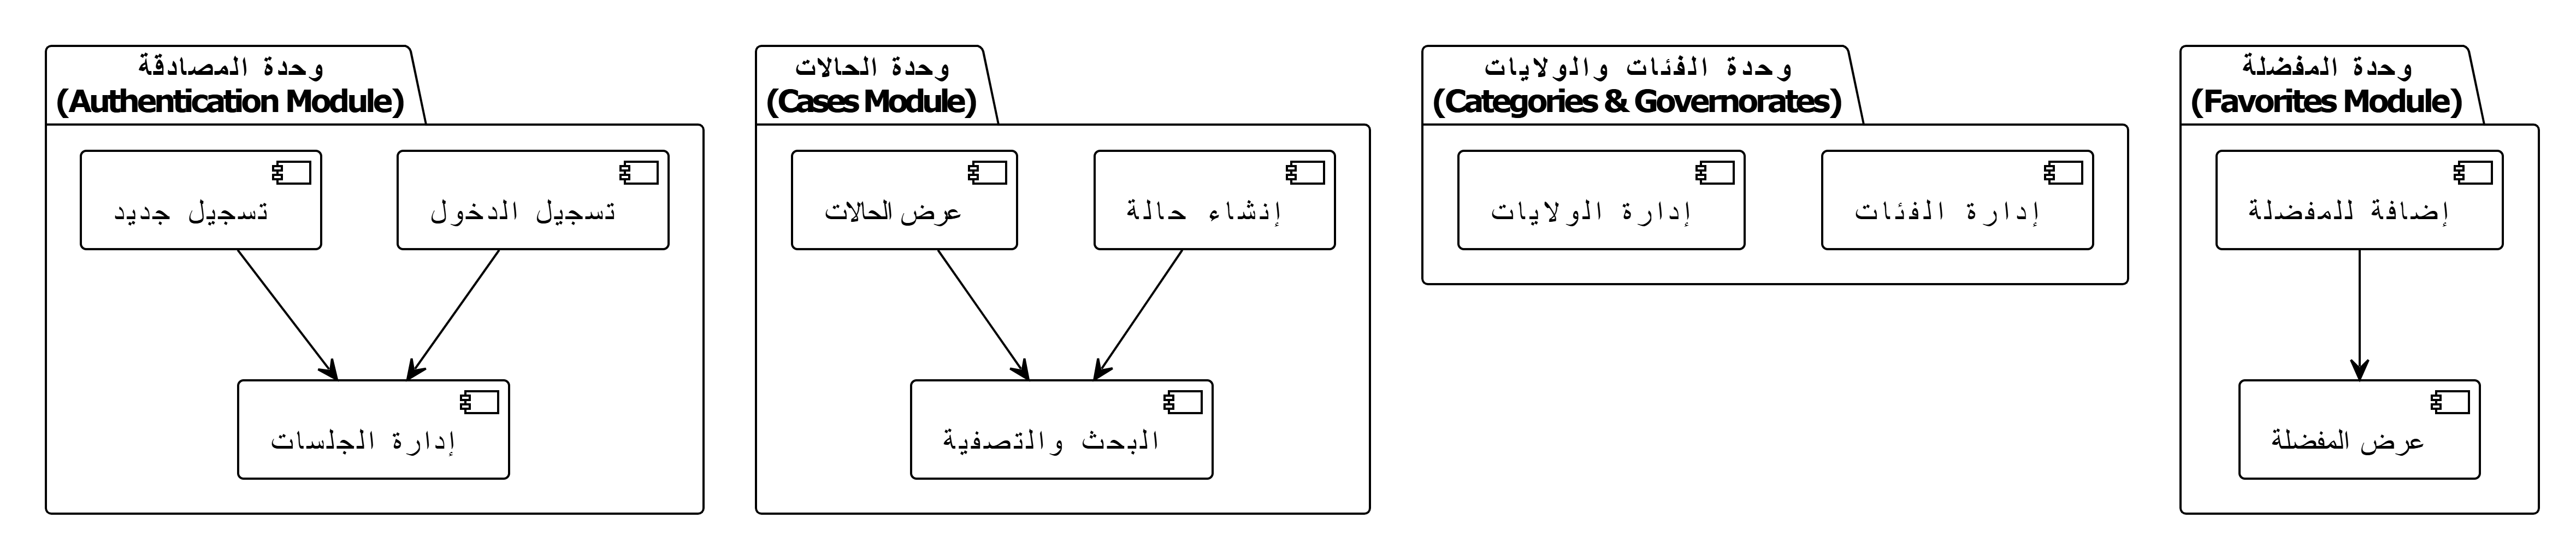 وحدة المصادقة
(Authentication Module)
تسجيل جديد
تسجيل الدخول
إدارة الجلسات
وحدة الحالات
(Cases Module)
عرض الحالات
إنشاء حالة
البحث والتصفية
وحدة الفئات والولايات
(Categories & Governorates)
إدارة الولايات
إدارة الفئات
وحدة المفضلة
(Favorites Module)
إضافة للمفضلة
عرض المفضلة